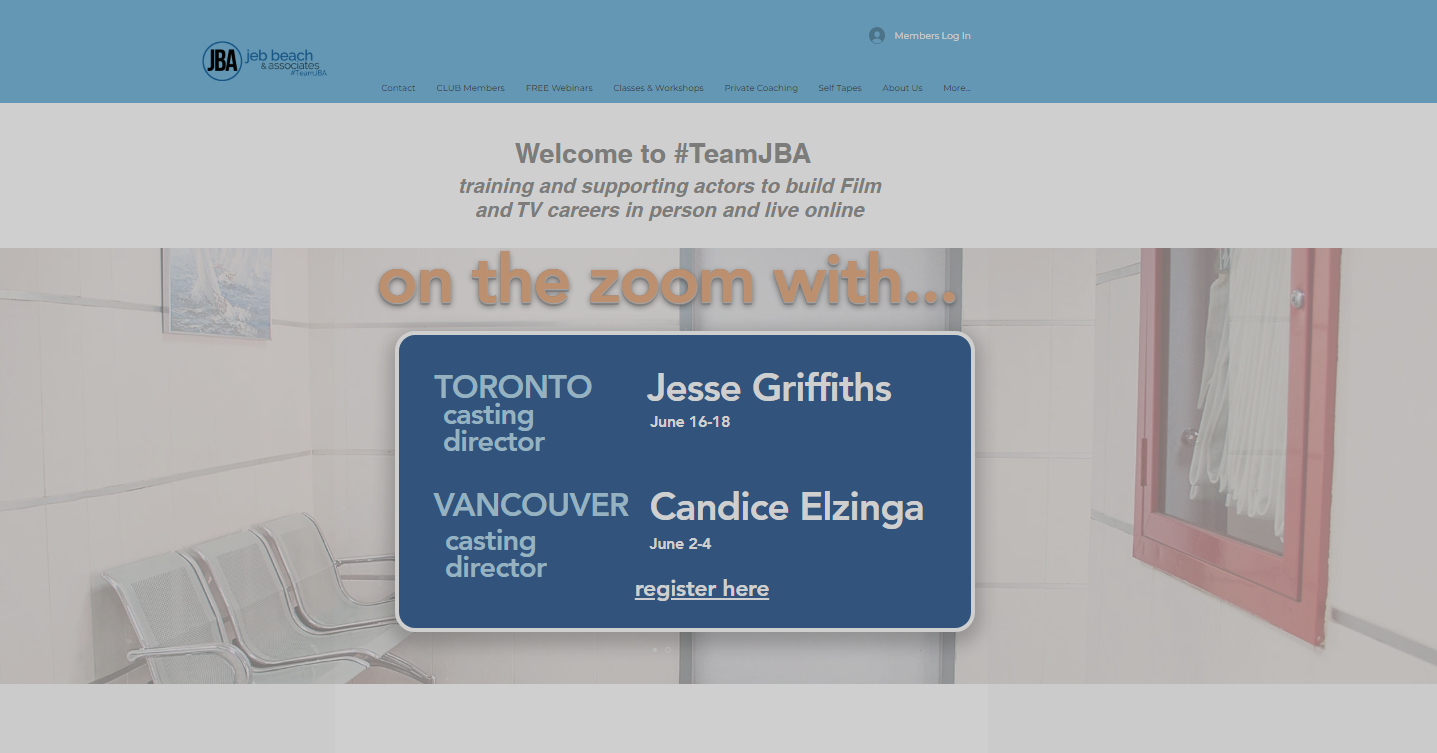 Members Log In
JBA
jeb beach
& associates
#TeamJBA
Contact
CLUB Members
FREE Webinars
Classes & Workshops
Private Coaching
Self Tapes
About Us
More...
Welcome to #TeamJBA
training and supporting actors to build Film
and TV careers in person and live online
on the zoom with...
TORONTO
casting
director
Jesse Griffiths
June 16-18
VANCOUVER
casting
director
Candice Elzinga
June 2-4
register here